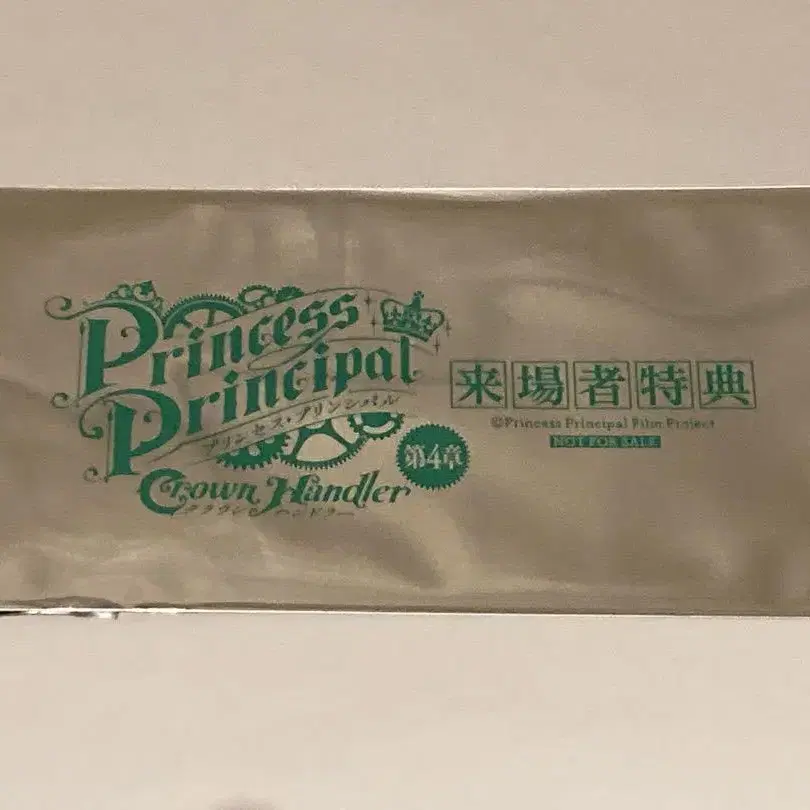 Princess
Principal
プリンセス・プリンシパル
Crown Handler
クラウン ハンドラー
第4章
来場者特典
©Princess Principal Film Project
NOT FOR SALE